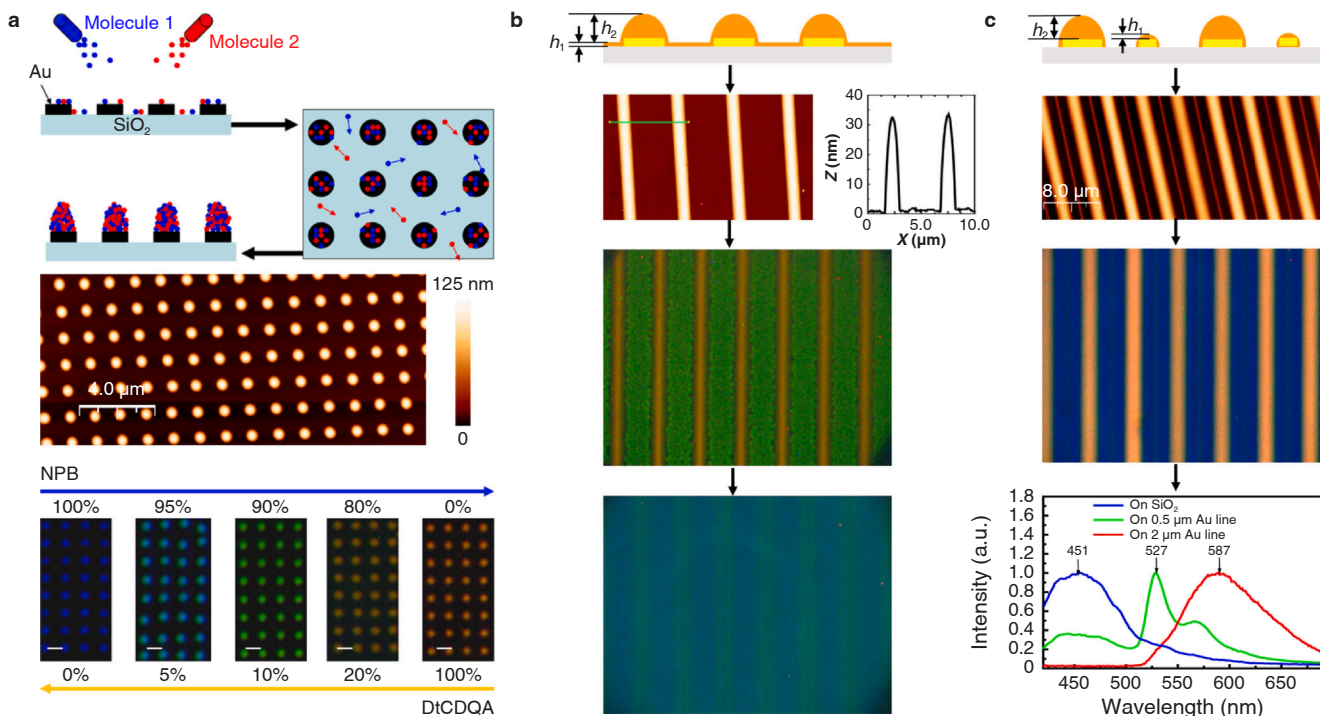 a
Molecule 1
Molecule 2
Au
SiO₂
125 nm
4.0 µm
0
NPB
100% 95% 90% 80% 0%
0% 5% 10% 20% 100%
DtCDQA
b
h₁ h₂
Z (nm)
40
30
20
10
0
0 5.0 10.0
X (µm)
c
h₂ h₁
8.0 µm
Intensity (a.u.)
1.8
1.6
1.4
1.2
1.0
0.8
0.6
0.4
0.2
0
On SiO₂
On 0.5 µm Au line
On 2 µm Au line
451 527 587
450 500 550 600 650
Wavelength (nm)